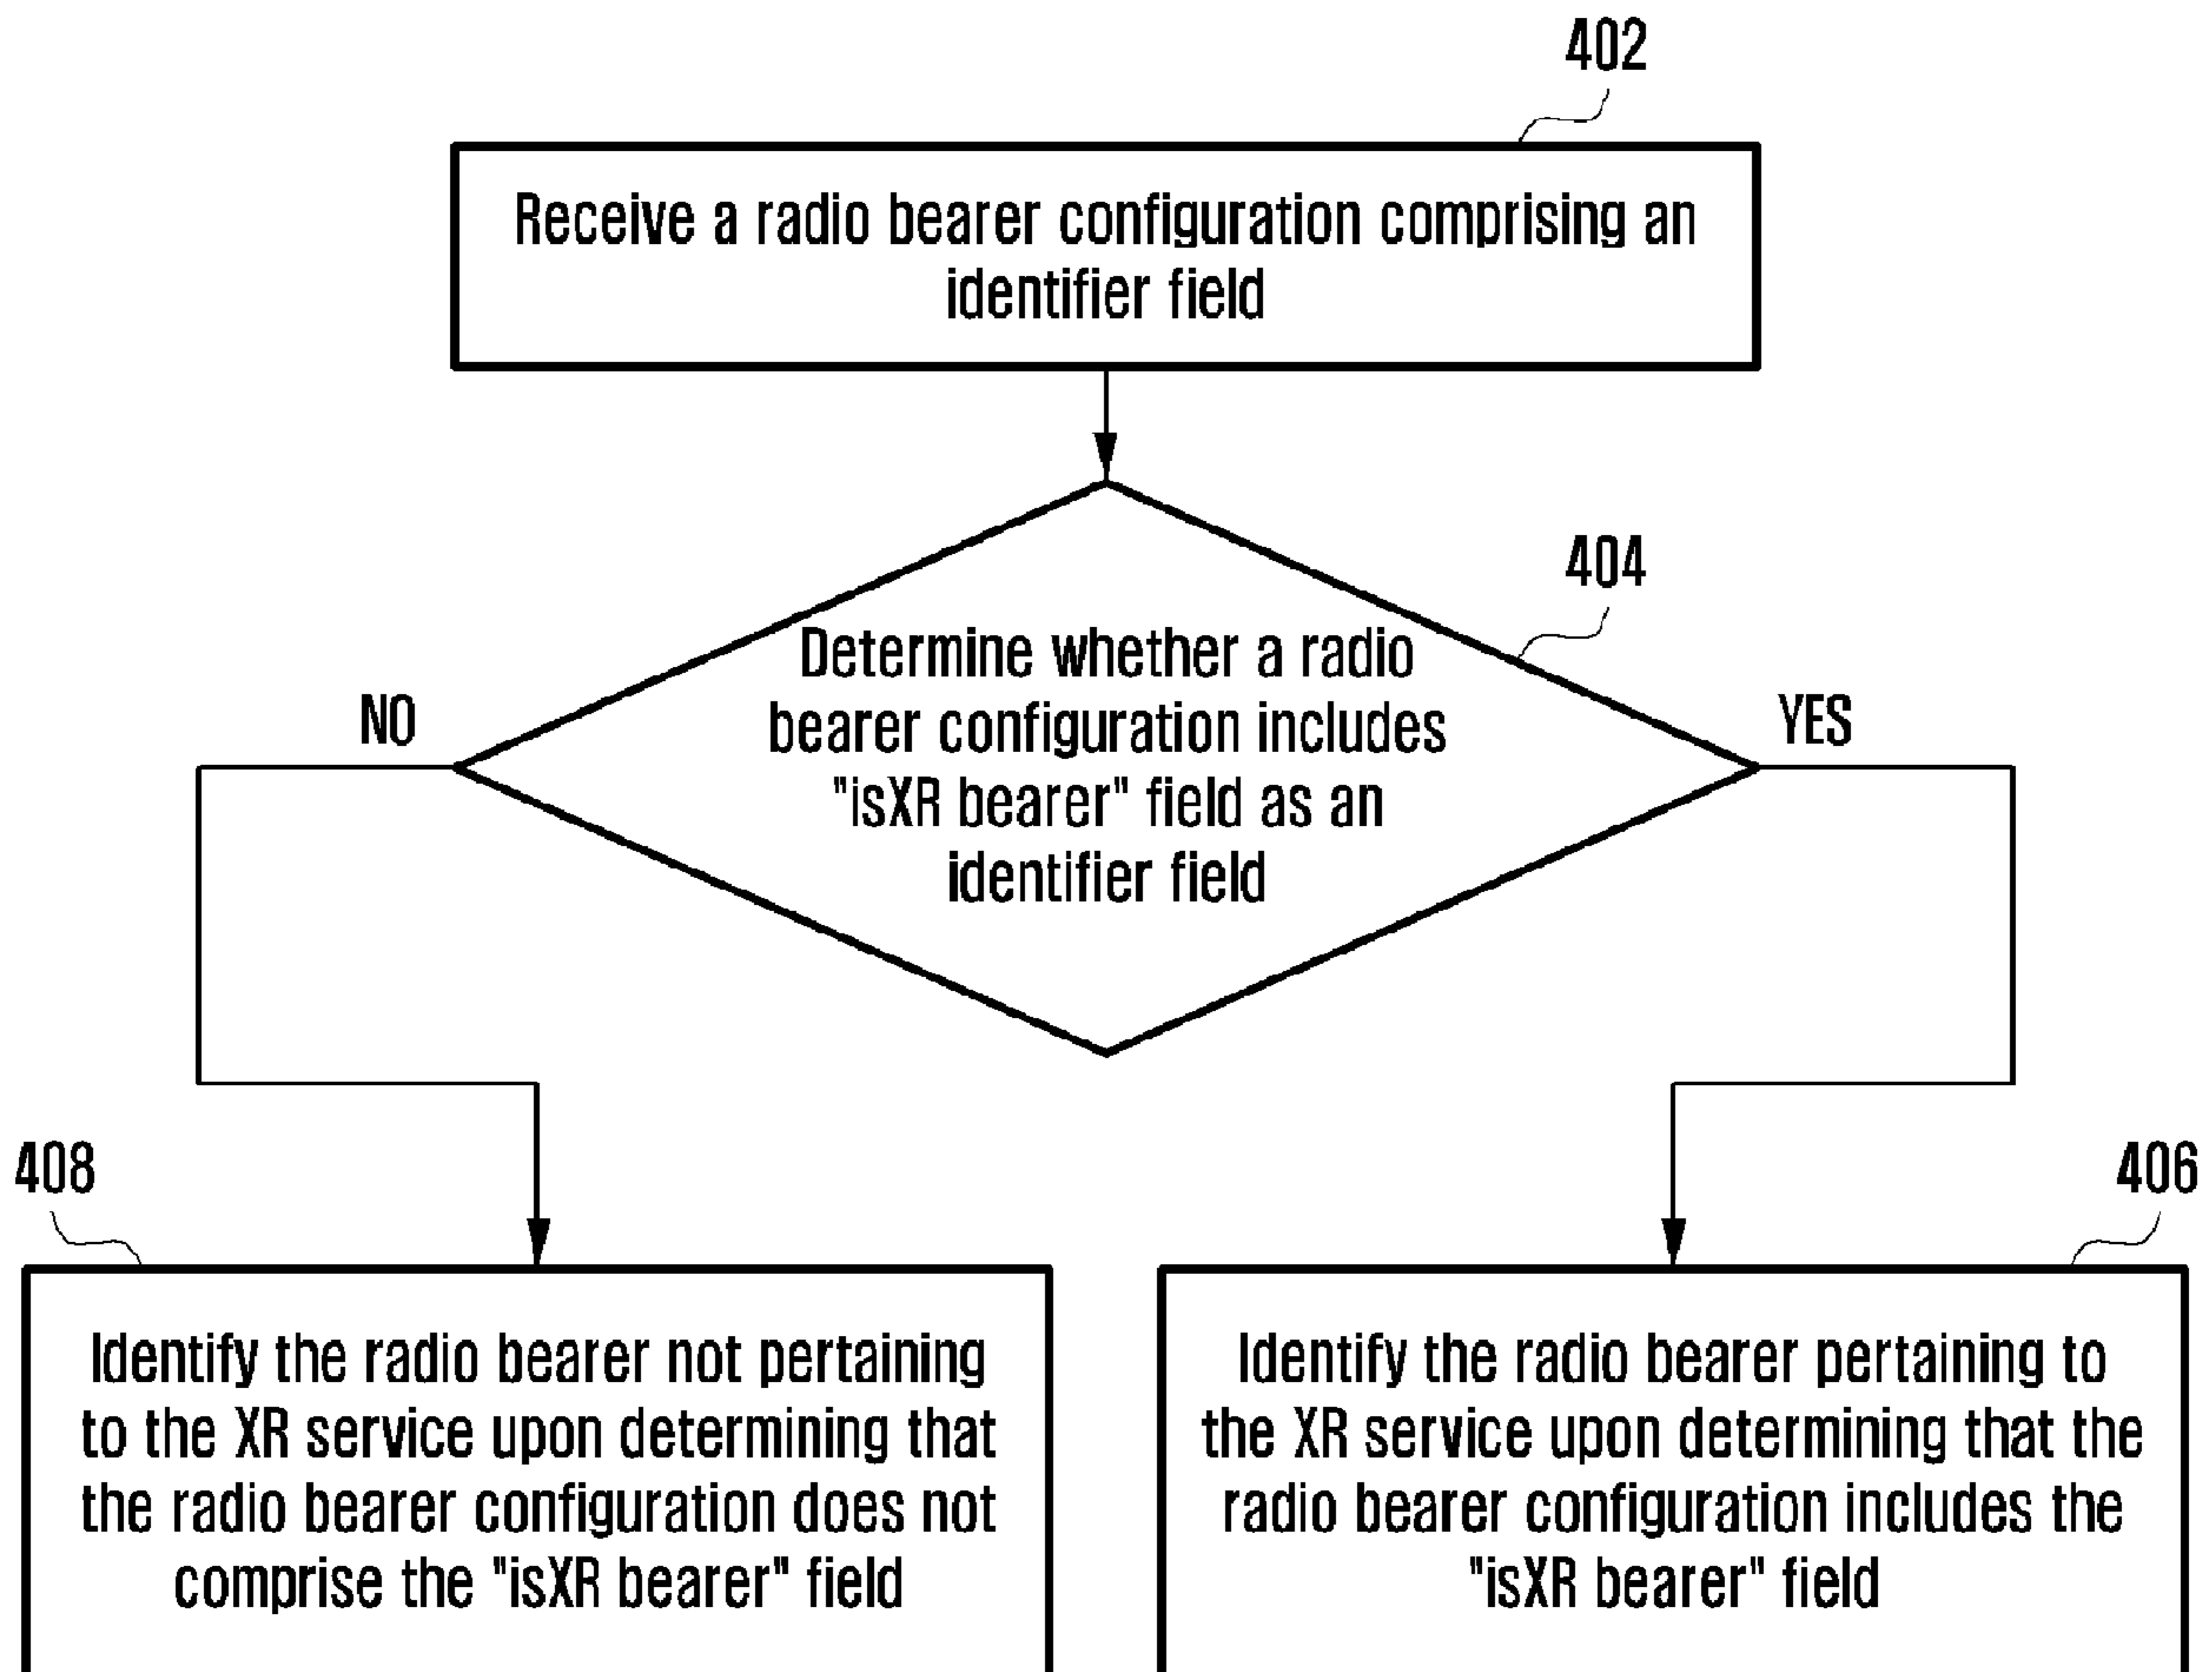 402
Receive a radio bearer configuration comprising an
identifier field
404
Determine whether a radio
bearer configuration includes
"isXR bearer" field as an
identifier field
NO
YES
408
Identify the radio bearer not pertaining
to the XR service upon determining that
the radio bearer configuration does not
comprise the "isXR bearer" field
406
Identify the radio bearer pertaining to
the XR service upon determining that the
radio bearer configuration includes the
"isXR bearer" field